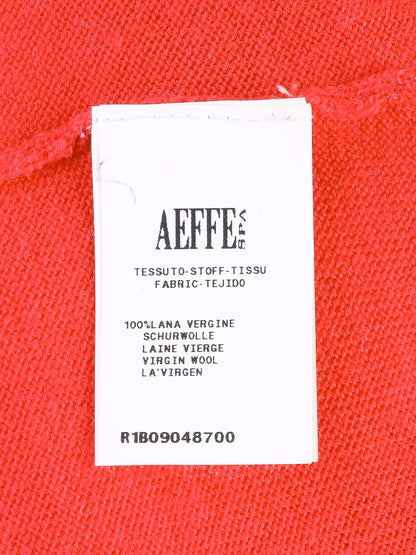 AEFFE SPA
TESSUTO-STOFF-TISSU
FABRIC-TEJIDO
100%LANA VERGINE
SCHURWOLLE
LAINE VIERGE
VIRGIN WOOL
LA'VIRGEN
R1B09048700